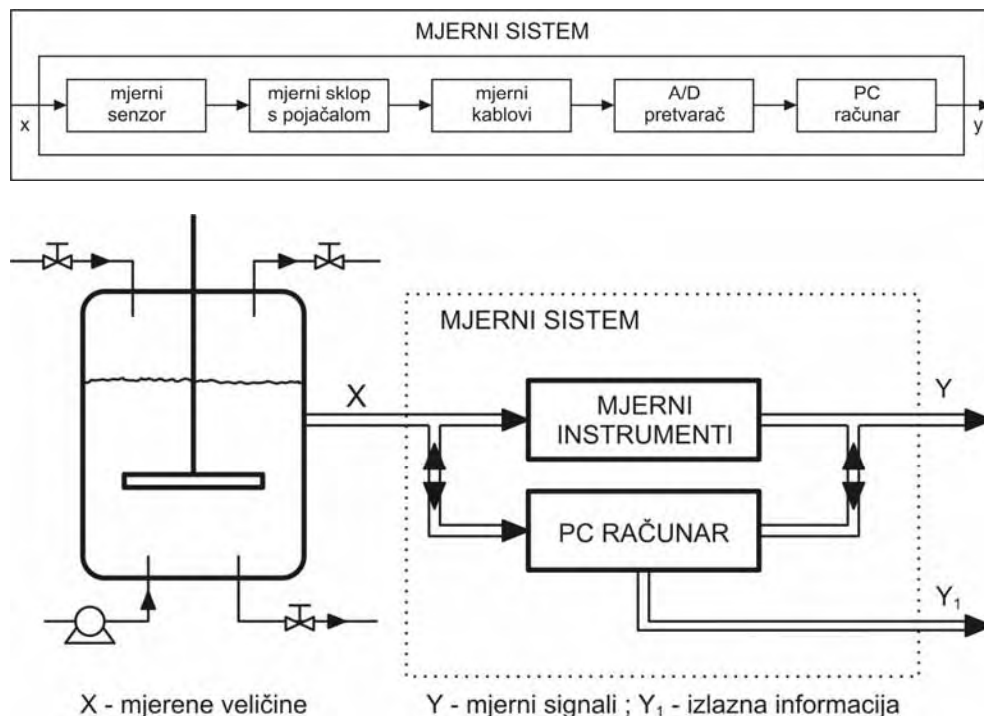 MJERNI SISTEM
x
mjerni
senzor
mjerni sklop
s pojačalom
mjerni
kablovi
A/D
pretvarač
PC
računar
y
MJERNI SISTEM
X
MJERNI
INSTRUMENTI
Y
PC RAČUNAR
Y₁
X - mjerene veličine
Y - mjerni signali ; Y₁ - izlazna informacija